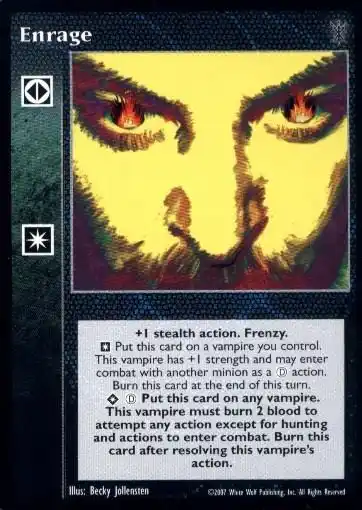 Enrage
+1 stealth action. Frenzy.
Put this card on a vampire you control.
This vampire has +1 strength and may enter
combat with another minion as a Ⓓ action.
Burn this card at the end of this turn.
Ⓓ Put this card on any vampire.
This vampire must burn 2 blood to
attempt any action except for hunting
and actions to enter combat. Burn this
card after resolving this vampire's
action.
Illus: Becky Jollensten ©2007 White Wolf Publishing, Inc. All Rights Reserved